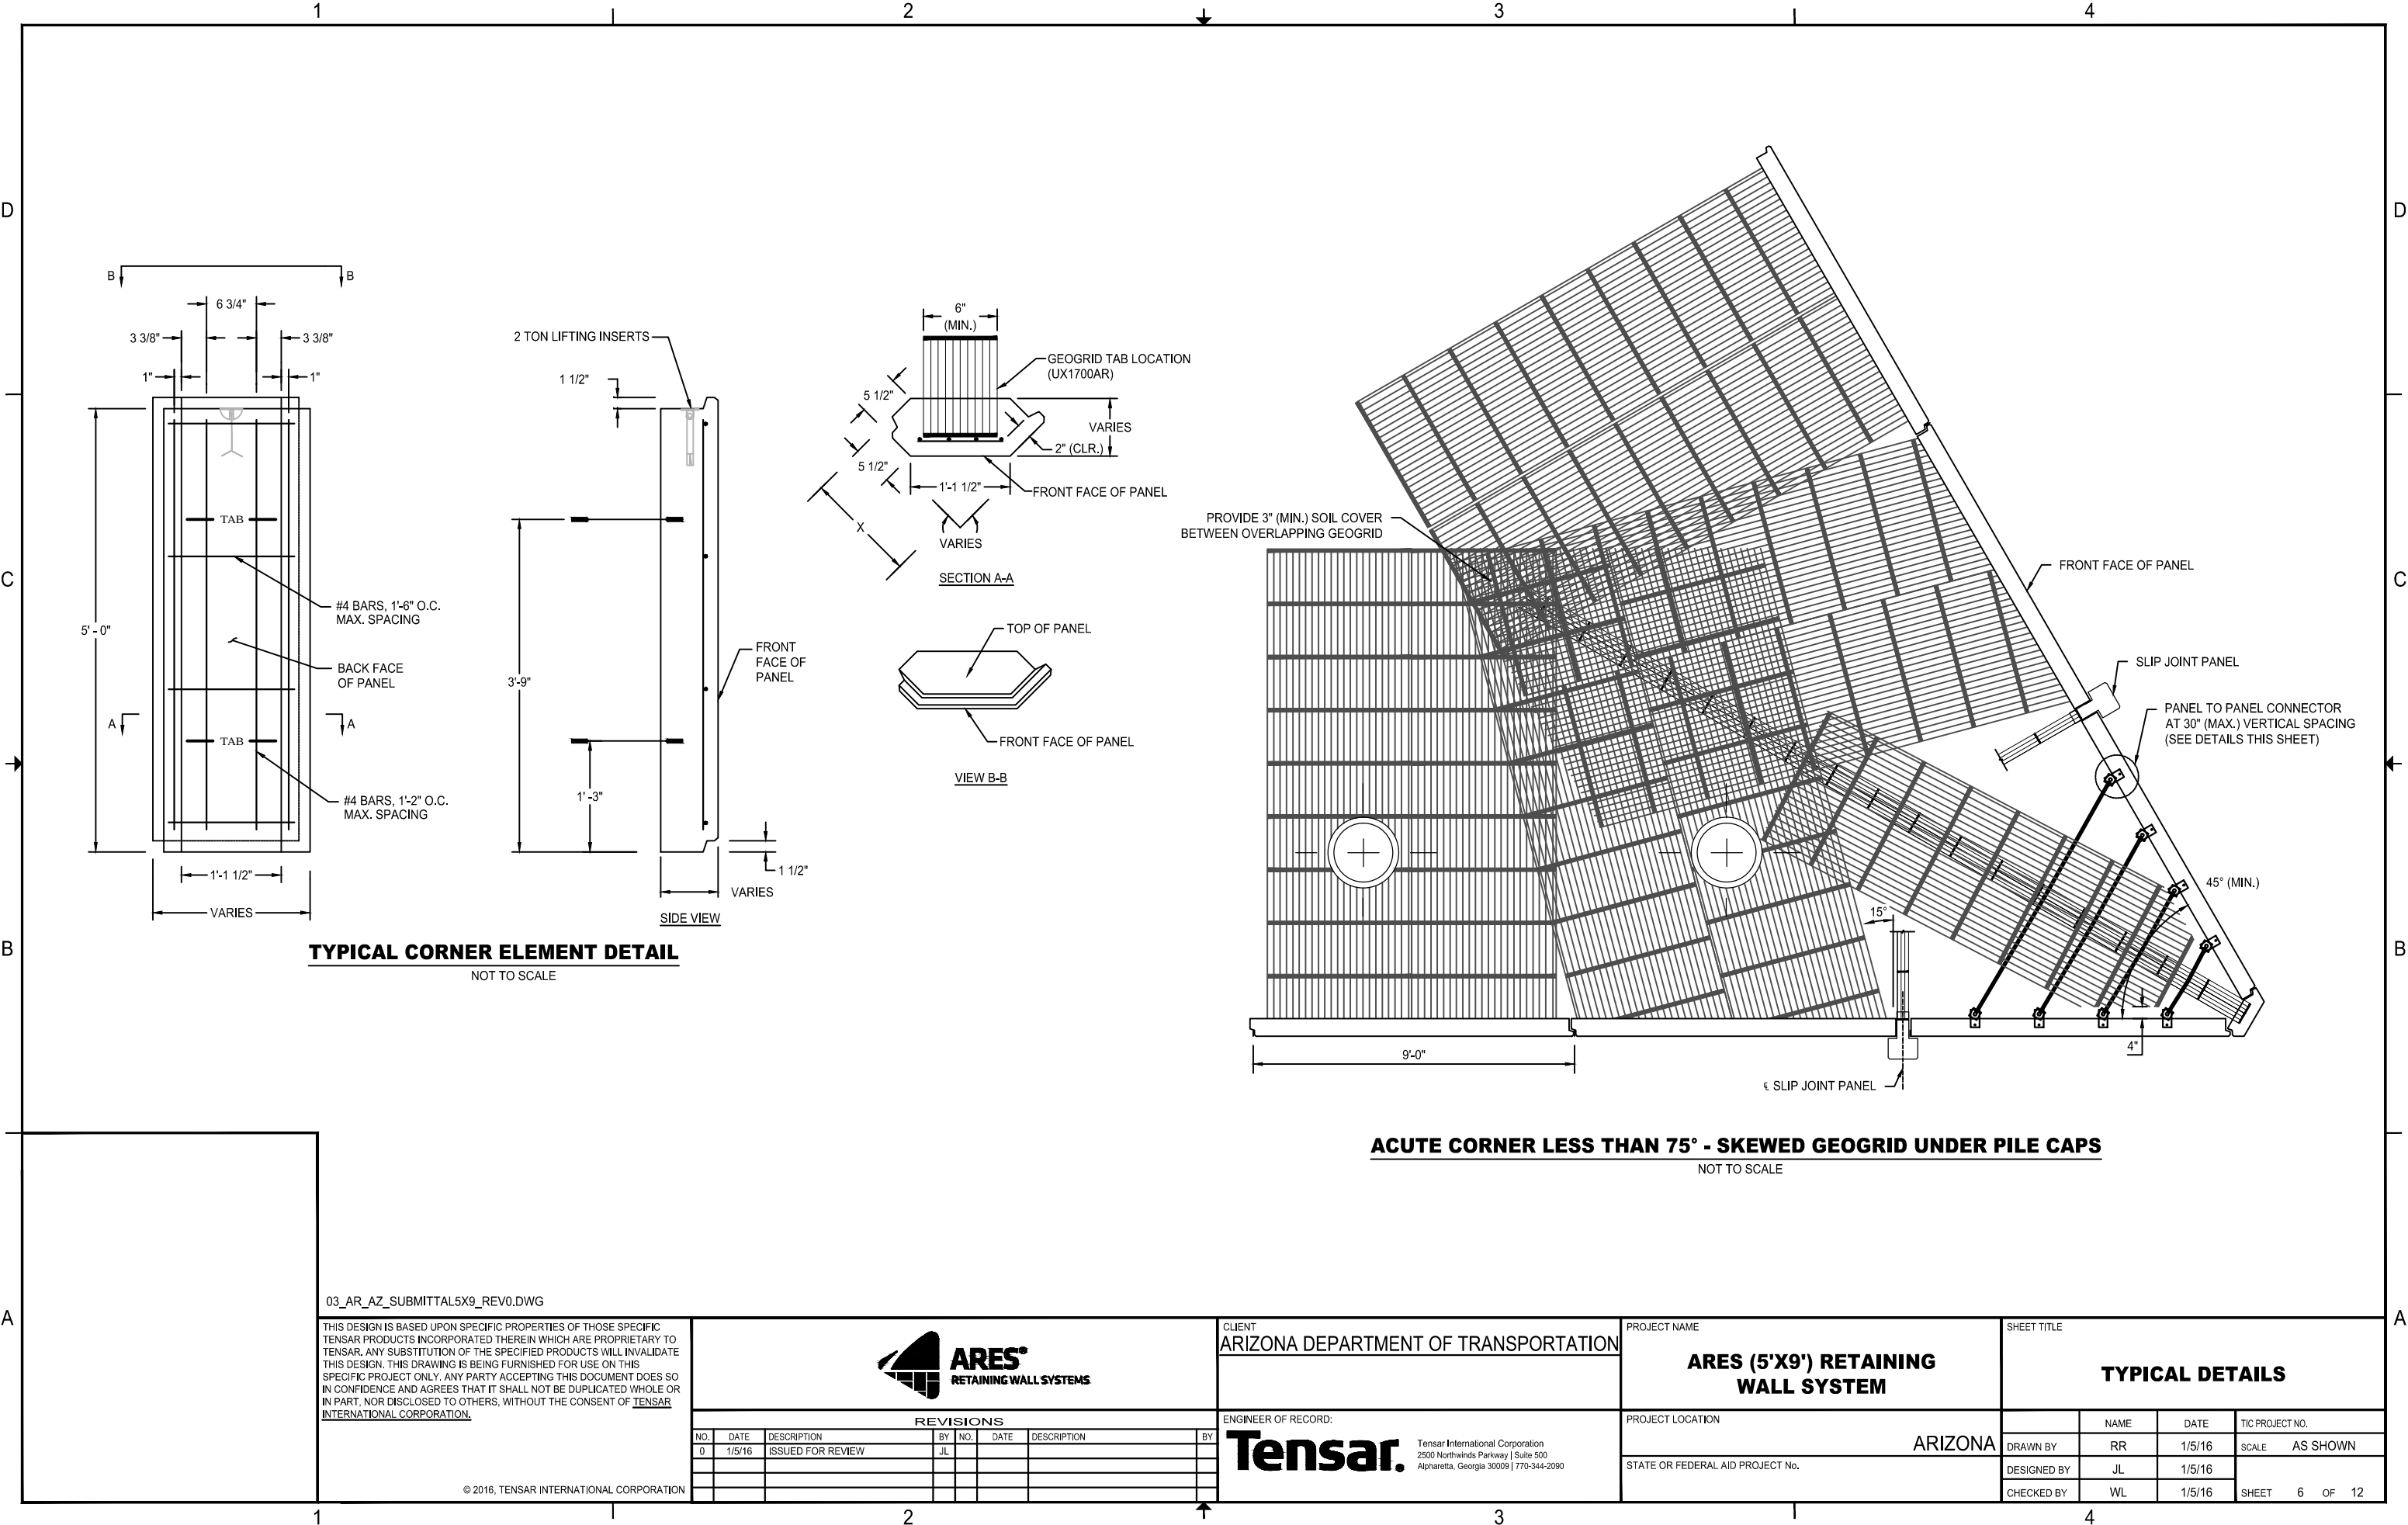 1
2
3
4
D
D
C
C
B
B
A
A
1
2
3
4
B
B
6 3/4"
3 3/8"
3 3/8"
1"
1"
TAB
#4 BARS, 1'-6" O.C.
MAX. SPACING
5' - 0"
BACK FACE
OF PANEL
A
A
TAB
#4 BARS, 1'-2" O.C.
MAX. SPACING
1'-1 1/2"
VARIES
2 TON LIFTING INSERTS
1 1/2"
3'-9"
FRONT
FACE OF
PANEL
1' -3"
1 1/2"
VARIES
SIDE VIEW
TYPICAL CORNER ELEMENT DETAIL
NOT TO SCALE
6"
(MIN.)
GEOGRID TAB LOCATION
(UX1700AR)
5 1/2"
VARIES
2" (CLR.)
5 1/2"
1'-1 1/2"
FRONT FACE OF PANEL
X
VARIES
SECTION A-A
TOP OF PANEL
FRONT FACE OF PANEL
VIEW B-B
PROVIDE 3" (MIN.) SOIL COVER
BETWEEN OVERLAPPING GEOGRID
FRONT FACE OF PANEL
SLIP JOINT PANEL
PANEL TO PANEL CONNECTOR
AT 30" (MAX.) VERTICAL SPACING
(SEE DETAILS THIS SHEET)
45° (MIN.)
15°
4"
9'-0"
℄ SLIP JOINT PANEL
ACUTE CORNER LESS THAN 75° - SKEWED GEOGRID UNDER PILE CAPS
NOT TO SCALE
03_AR_AZ_SUBMITTAL5X9_REV0.DWG
THIS DESIGN IS BASED UPON SPECIFIC PROPERTIES OF THOSE SPECIFIC
TENSAR PRODUCTS INCORPORATED THEREIN WHICH ARE PROPRIETARY TO
TENSAR. ANY SUBSTITUTION OF THE SPECIFIED PRODUCTS WILL INVALIDATE
THIS DESIGN. THIS DRAWING IS BEING FURNISHED FOR USE ON THIS
SPECIFIC PROJECT ONLY. ANY PARTY ACCEPTING THIS DOCUMENT DOES SO
IN CONFIDENCE AND AGREES THAT IT SHALL NOT BE DUPLICATED WHOLE OR
IN PART, NOR DISCLOSED TO OTHERS, WITHOUT THE CONSENT OF TENSAR
INTERNATIONAL CORPORATION.
© 2016, TENSAR INTERNATIONAL CORPORATION
ARES®
RETAINING WALL SYSTEMS
REVISIONS
NO. DATE DESCRIPTION BY NO. DATE DESCRIPTION BY
0 1/5/16 ISSUED FOR REVIEW JL
CLIENT
ARIZONA DEPARTMENT OF TRANSPORTATION
ENGINEER OF RECORD:
Tensar.
Tensar International Corporation
2500 Northwinds Parkway | Suite 500
Alpharetta, Georgia 30009 | 770-344-2090
PROJECT NAME
ARES (5'X9') RETAINING
WALL SYSTEM
PROJECT LOCATION
ARIZONA
STATE OR FEDERAL AID PROJECT No.
SHEET TITLE
TYPICAL DETAILS
NAME DATE TIC PROJECT NO.
DRAWN BY RR 1/5/16 SCALE AS SHOWN
DESIGNED BY JL 1/5/16
CHECKED BY WL 1/5/16 SHEET 6 OF 12